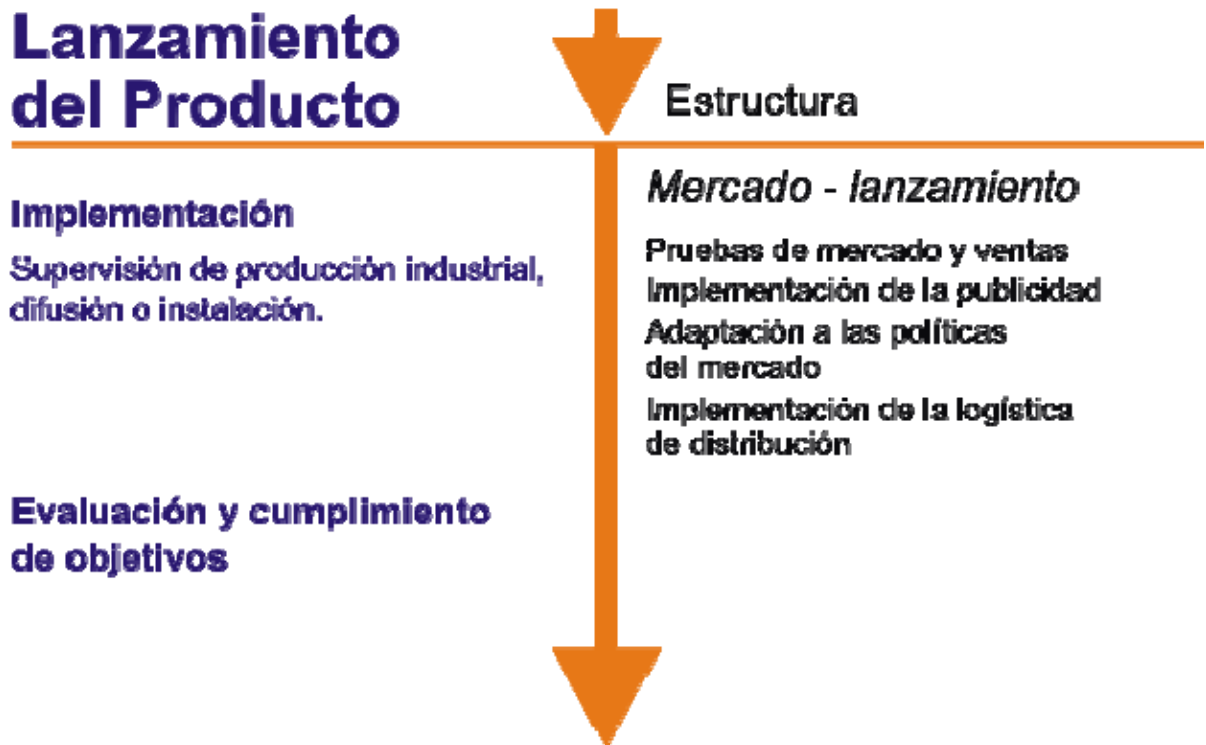 Lanzamiento
del Producto
Estructura
Implementación
Supervisión de producción industrial,
difusión o instalación.
Evaluación y cumplimiento
de objetivos
Mercado - lanzamiento
Pruebas de mercado y ventas
Implementación de la publicidad
Adaptación a las políticas
del mercado
Implementación de la logística
de distribución